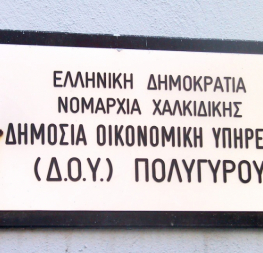 ΕΛΛΗΝΙΚΗ ΔΗΜΟΚΡΑΤΙΑ
ΝΟΜΑΡΧΙΑ ΧΑΛΚΙΔΙΚΗΣ
ΔΗΜΟΣΙΑ ΟΙΚΟΝΟΜΙΚΗ ΥΠΗΡΕ
(Δ.Ο.Υ.) ΠΟΛΥΓΥΡΟΥ